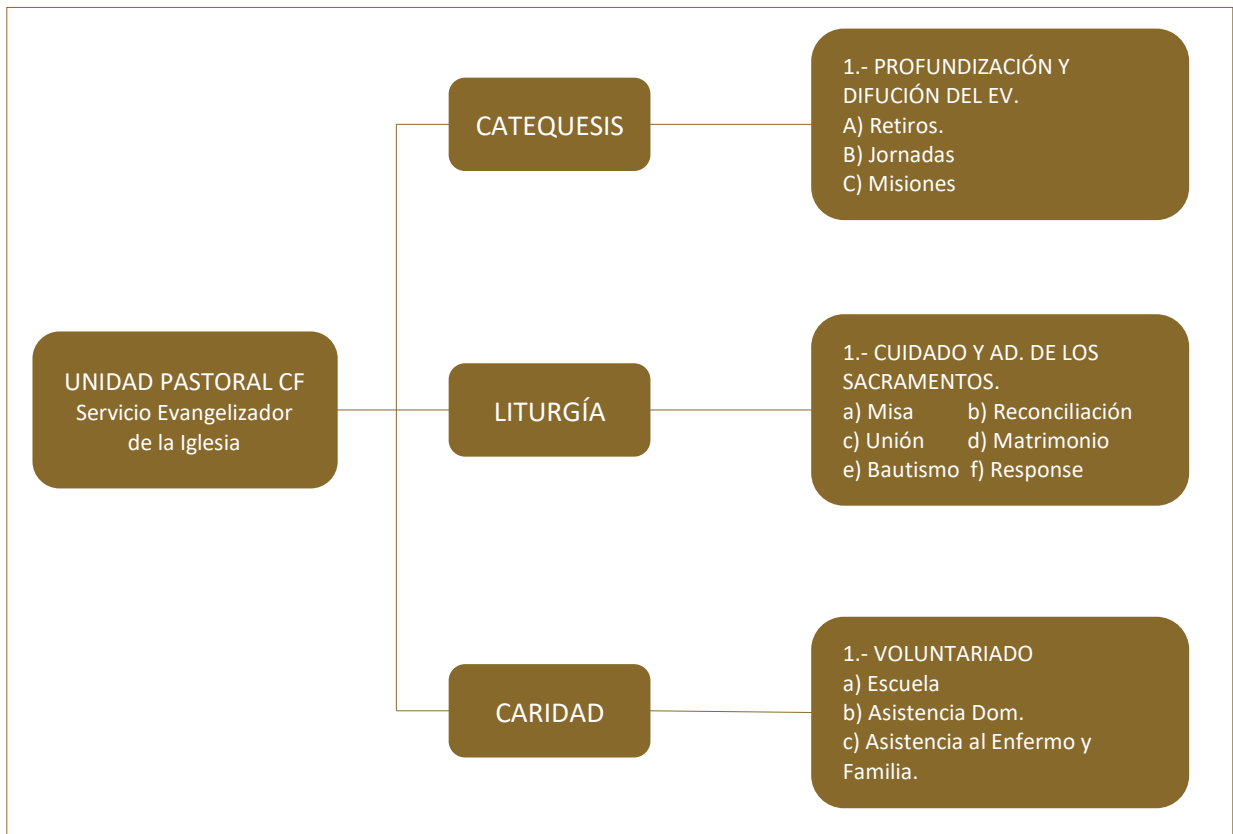 UNIDAD PASTORAL CF
Servicio Evangelizador
de la Iglesia
CATEQUESIS
1.- PROFUNDIZACIÓN Y
DIFUCIÓN DEL EV.
A) Retiros.
B) Jornadas
C) Misiones
LITURGÍA
1.- CUIDADO Y AD. DE LOS
SACRAMENTOS.
a) Misa b) Reconciliación
c) Unión d) Matrimonio
e) Bautismo f) Response
CARIDAD
1.- VOLUNTARIADO
a) Escuela
b) Asistencia Dom.
c) Asistencia al Enfermo y
Familia.